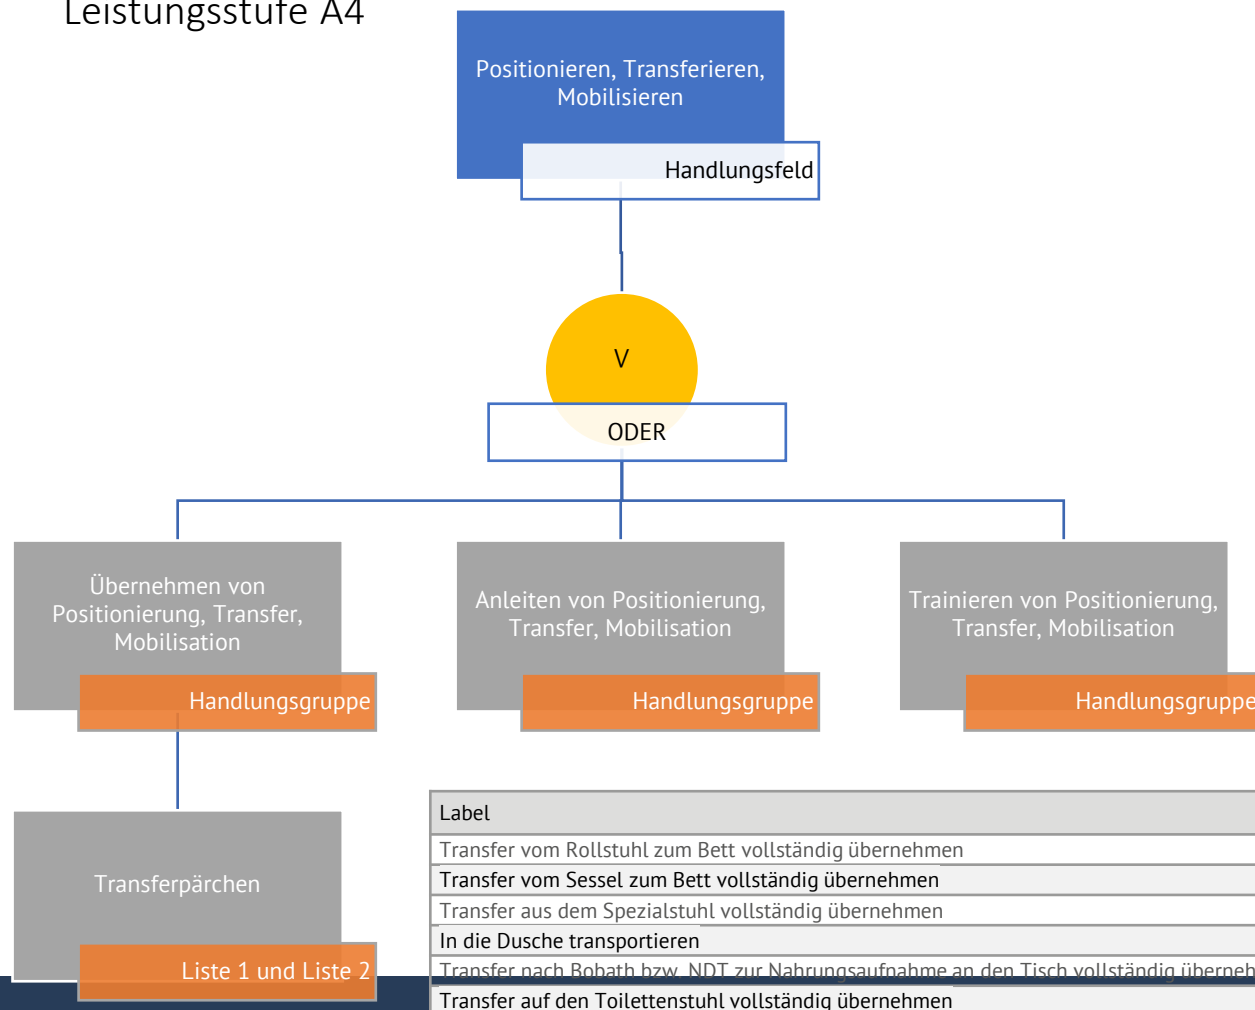 Leistungsstufe A4
Positionieren, Transferieren,
Mobilisieren
Handlungsfeld
V
ODER
Übernehmen von
Positionierung, Transfer,
Mobilisation
Handlungsgruppe
Anleiten von Positionierung,
Transfer, Mobilisation
Handlungsgruppe
Trainieren von Positionierung,
Transfer, Mobilisation
Handlungsgruppe
Transferpärchen
Liste 1 und Liste 2
Label
Transfer vom Rollstuhl zum Bett vollständig übernehmen
Transfer vom Sessel zum Bett vollständig übernehmen
Transfer aus dem Spezialstuhl vollständig übernehmen
In die Dusche transportieren
Transfer nach Bobath bzw. NDT zur Nahrungsaufnahme an den Tisch vollständig überneh
Transfer auf den Toilettenstuhl vollständig übernehmen